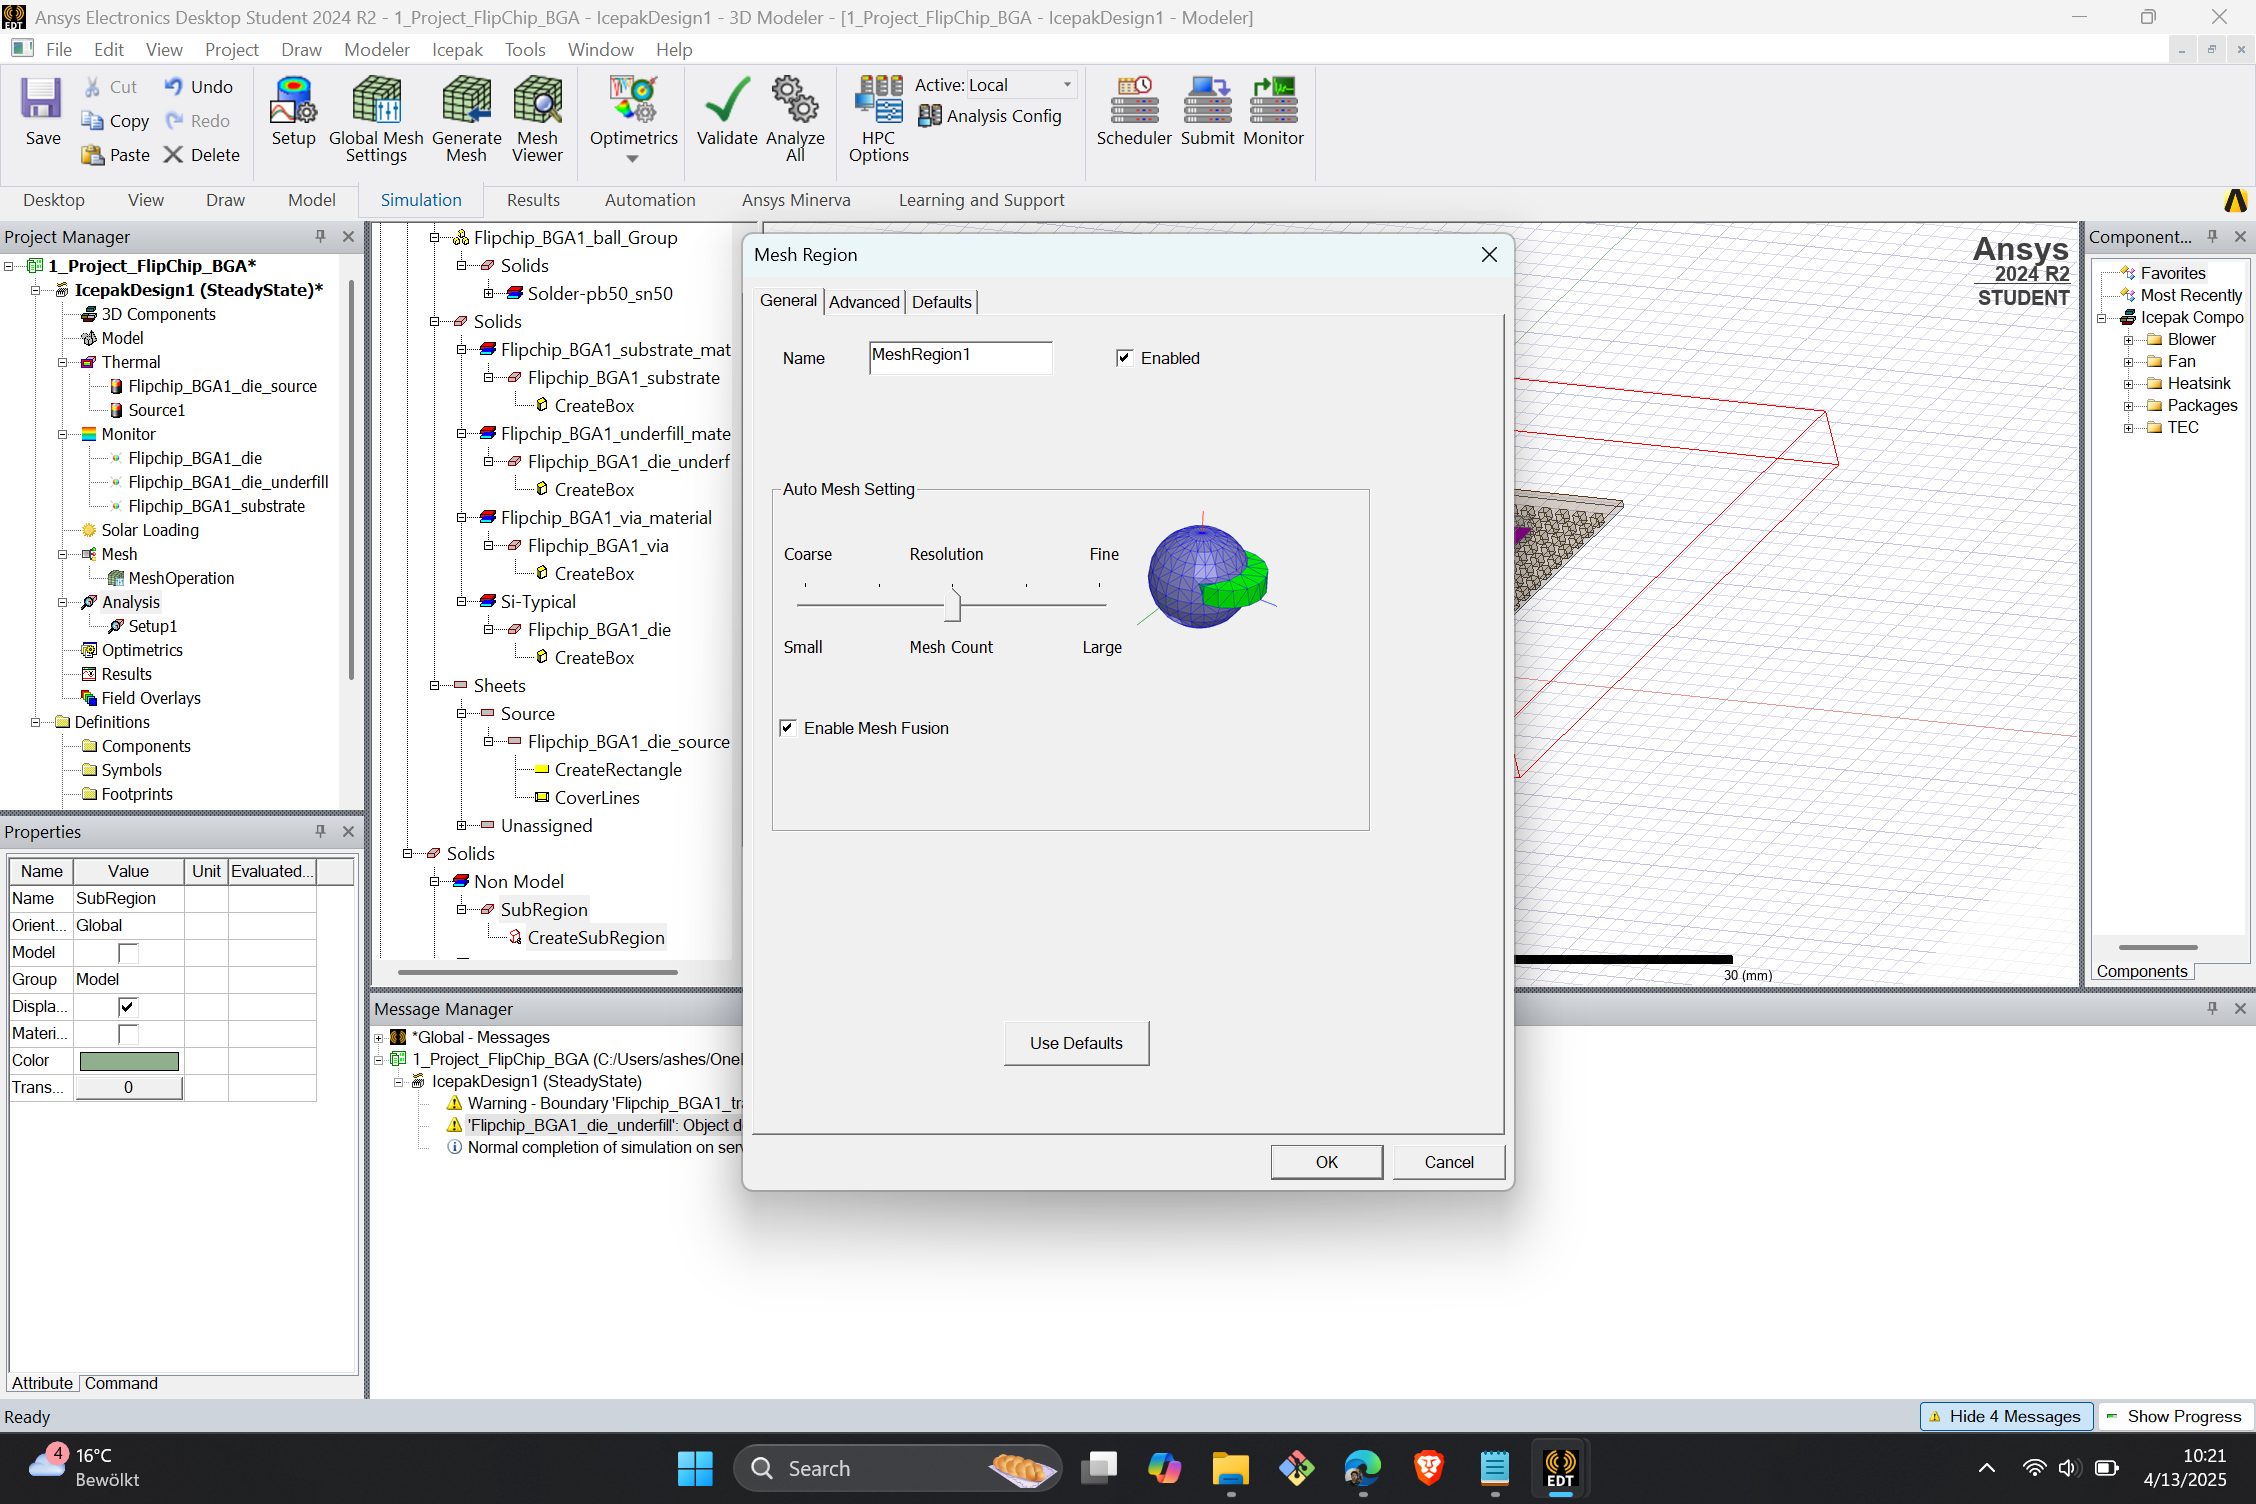 Ansys Electronics Desktop Student 2024 R2 - 1_Project_FlipChip_BGA - IcepakDesign1 - 3D Modeler - [1_Project_FlipChip_BGA - IcepakDesign1 - Modeler]
File Edit View Project Draw Modeler Icepak Tools Window Help
Save
Cut
Copy
Paste
Undo
Redo
Delete
Setup
Global Mesh
Settings
Generate
Mesh
Mesh
Viewer
Optimetrics
Validate
Analyze
All
HPC
Options
Active: Local
Analysis Config
Scheduler
Submit
Monitor
Desktop View Draw Model Simulation Results Automation Ansys Minerva Learning and Support
Project Manager
1_Project_FlipChip_BGA*
IcepakDesign1 (SteadyState)*
3D Components
Model
Thermal
Flipchip_BGA1_die_source
Source1
Monitor
Flipchip_BGA1_die
Flipchip_BGA1_die_underfill
Flipchip_BGA1_substrate
Solar Loading
Mesh
MeshOperation
Analysis
Setup1
Optimetrics
Results
Field Overlays
Definitions
Components
Symbols
Footprints
Properties
Name Value Unit Evaluated...
Name SubRegion
Orient... Global
Model
Group Model
Displa...
Materi...
Color
Trans... 0
Attribute Command
Flipchip_BGA1_ball_Group
Solids
Solder-pb50_sn50
Solids
Flipchip_BGA1_substrate_mat
Flipchip_BGA1_substrate
CreateBox
Flipchip_BGA1_underfill_mate
Flipchip_BGA1_die_underf
CreateBox
Flipchip_BGA1_via_material
Flipchip_BGA1_via
CreateBox
Si-Typical
Flipchip_BGA1_die
CreateBox
Sheets
Source
Flipchip_BGA1_die_source
CreateRectangle
CoverLines
Unassigned
Solids
Non Model
SubRegion
CreateSubRegion
Mesh Region
General Advanced Defaults
Name MeshRegion1 Enabled
Auto Mesh Setting
Coarse Resolution Fine
Small Mesh Count Large
Enable Mesh Fusion
Use Defaults
OK Cancel
Ansys
2024 R2
STUDENT
30 (mm)
Component...
Favorites
Most Recently
Icepak Compo
Blower
Fan
Heatsink
Packages
TEC
Components
Message Manager
*Global - Messages
1_Project_FlipChip_BGA (C:/Users/ashes/One
IcepakDesign1 (SteadyState)
Warning - Boundary 'Flipchip_BGA1_tr
'Flipchip_BGA1_die_underfill': Object d
Normal completion of simulation on ser
Ready
Hide 4 Messages
Show Progress
4
16°C
Bewölkt
Search
EDT
10:21
4/13/2025